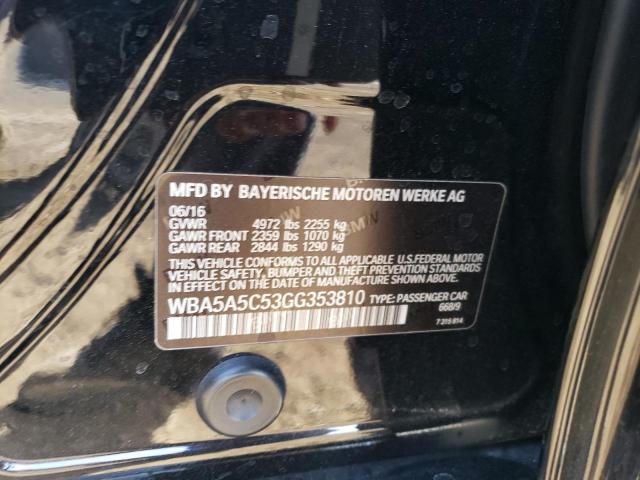 MFD BY BAYERISCHE MOTOREN WERKE AG
06/16
GVWR 4972 lbs 2255 kg
GAWR FRONT 2359 lbs 1070 kg
GAWR REAR 2844 lbs 1290 kg
THIS VEHICLE CONFORMS TO ALL APPLICABLE U.S.FEDERAL MOTOR
VEHICLE SAFETY, BUMPER AND THEFT PREVENTION STANDARDS
IN EFFECT ON THE DATE OF MANUFACTURE SHOWN ABOVE.
WBA5A5C53GG353810 TYPE: PASSENGER CAR
668/9
7 315 814